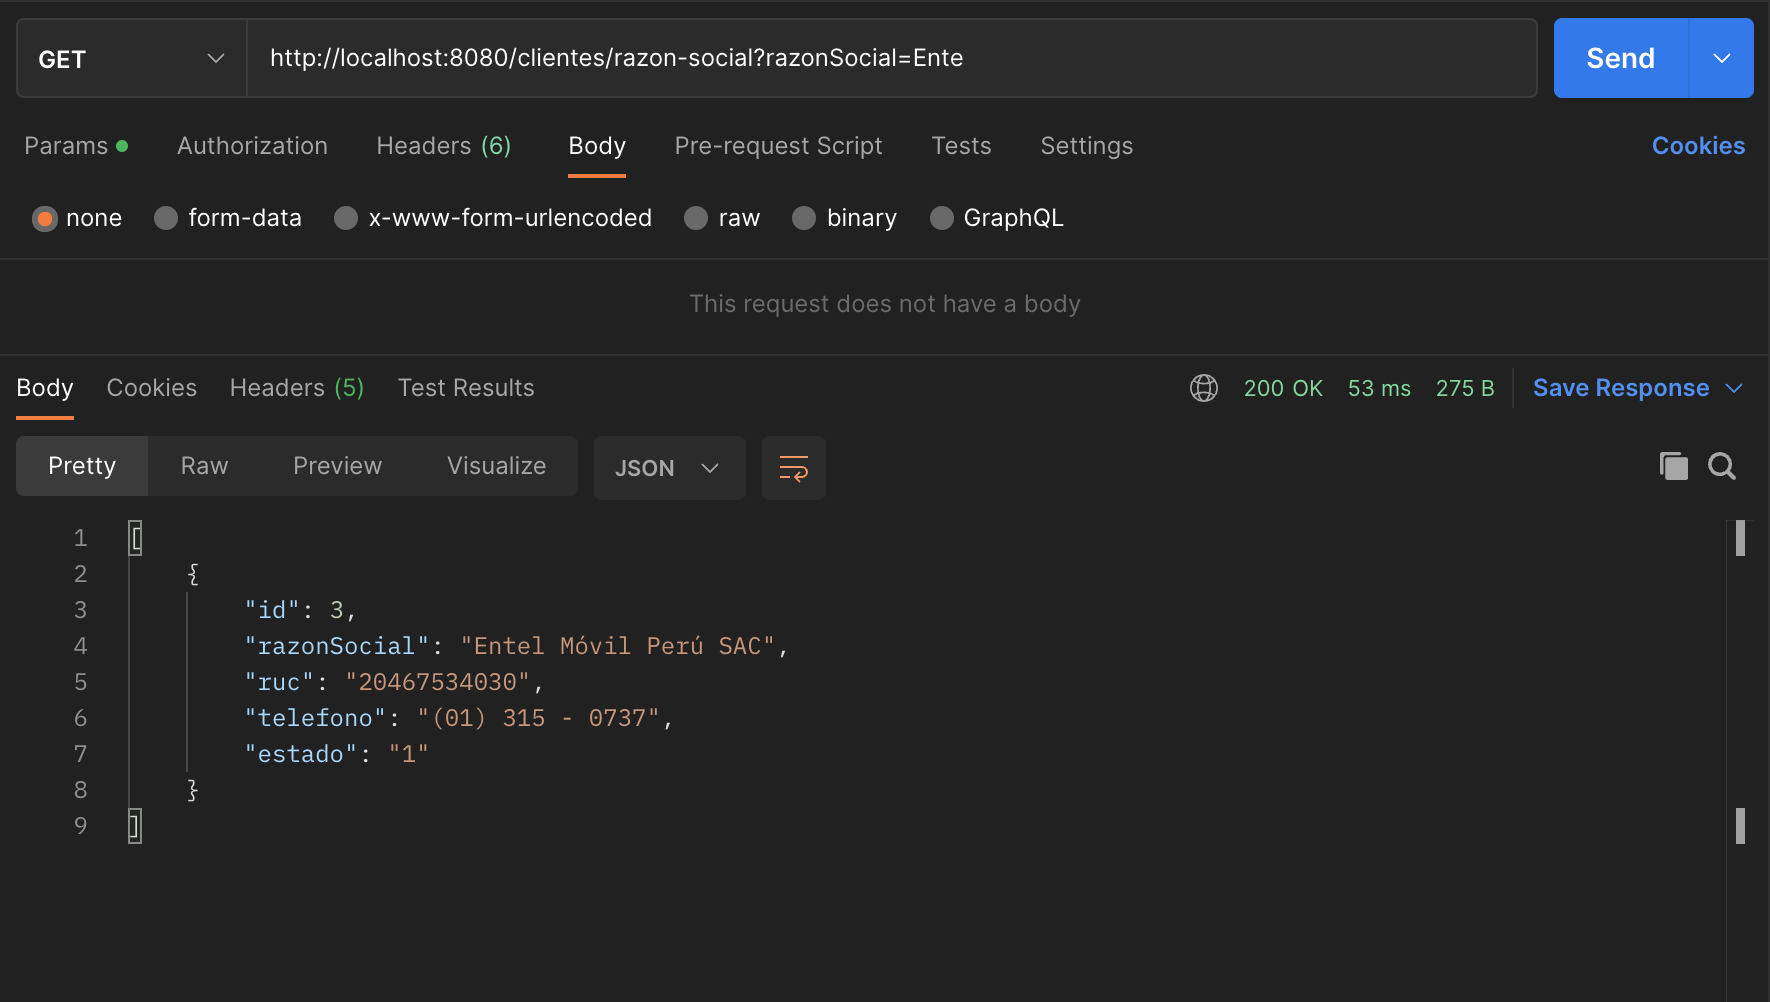 GET http://localhost:8080/clientes/razon-social?razonSocial=Ente Send
Params Authorization Headers (6) Body Pre-request Script Tests Settings Cookies
none form-data x-www-form-urlencoded raw binary GraphQL
This request does not have a body
Body Cookies Headers (5) Test Results 200 OK 53 ms 275 B Save Response
Pretty Raw Preview Visualize JSON
1 [
2 {
3 "id": 3,
4 "razonSocial": "Entel Móvil Perú SAC",
5 "ruc": "20467534030",
6 "telefono": "(01) 315 - 0737",
7 "estado": "1"
8 }
9 ]